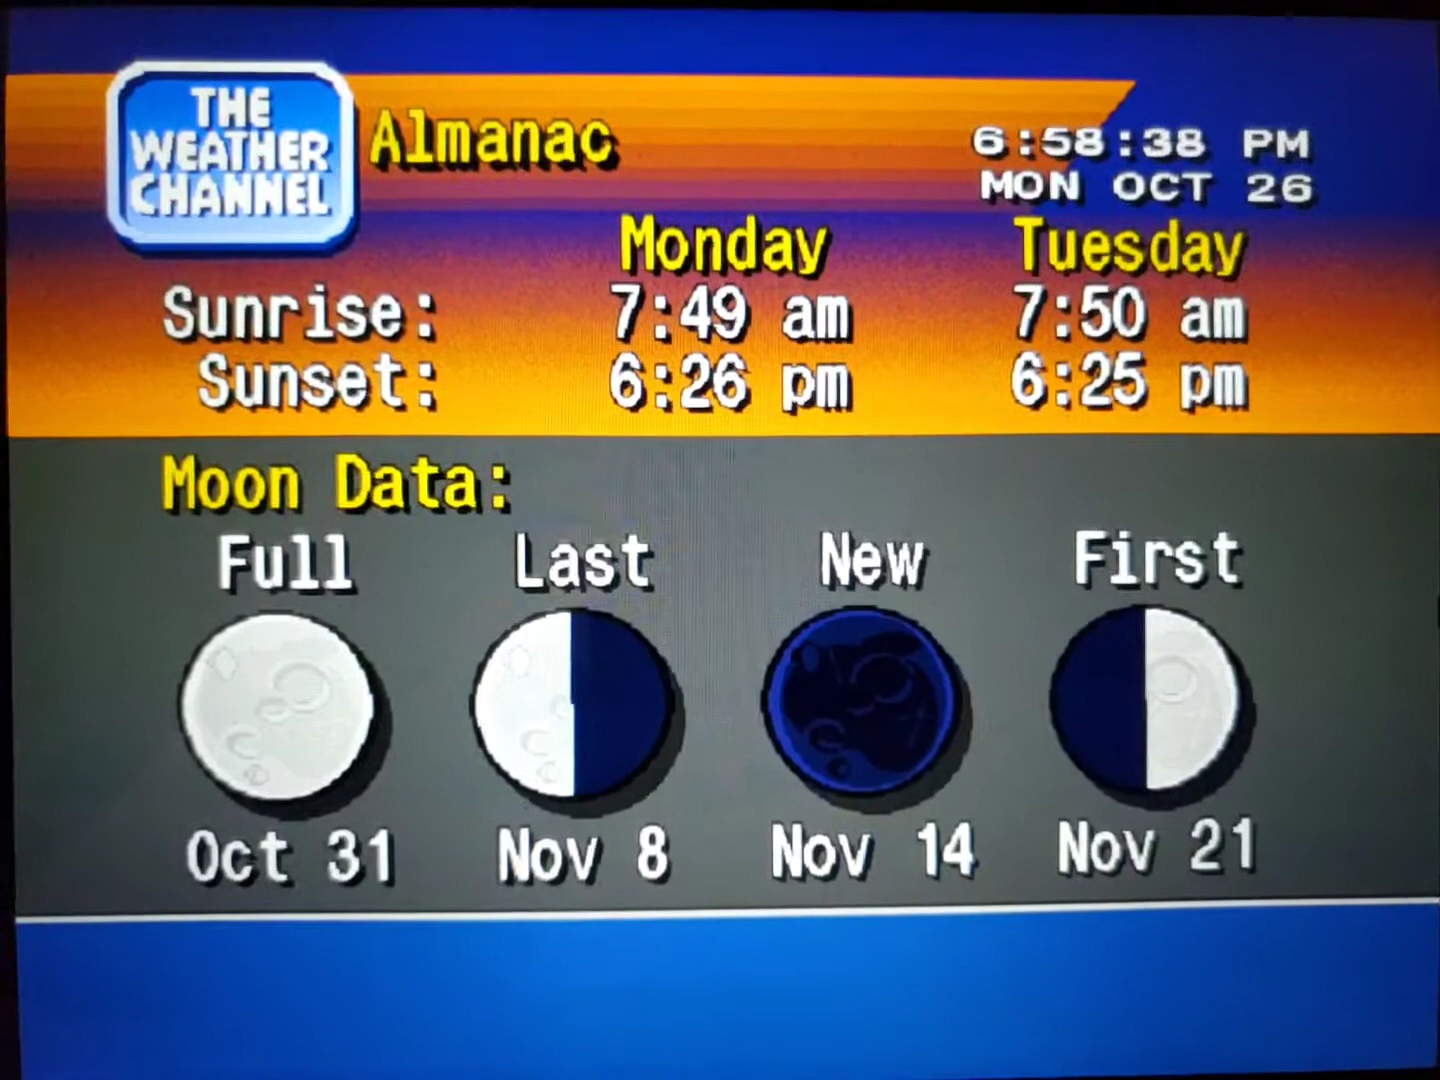 THE
WEATHER
CHANNEL
Almanac
6:58:38 PM
MON OCT 26
Monday Tuesday
Sunrise: 7:49 am 7:50 am
Sunset: 6:26 pm 6:25 pm
Moon Data:
Full Last New First
Oct 31 Nov 8 Nov 14 Nov 21